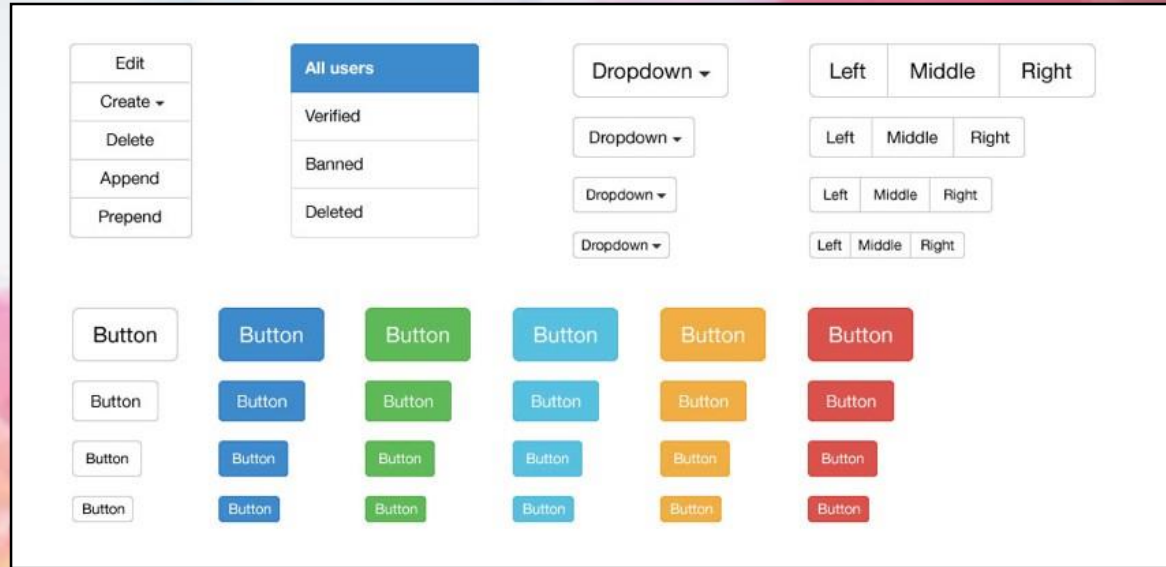 Edit
Create
Delete
Append
Prepend
All users
Verified
Banned
Deleted
Dropdown
Dropdown
Dropdown
Dropdown
Left Middle Right
Left Middle Right
Left Middle Right
Left Middle Right
Button Button Button Button Button Button
Button Button Button Button Button Button
Button Button Button Button Button Button
Button Button Button Button Button Button